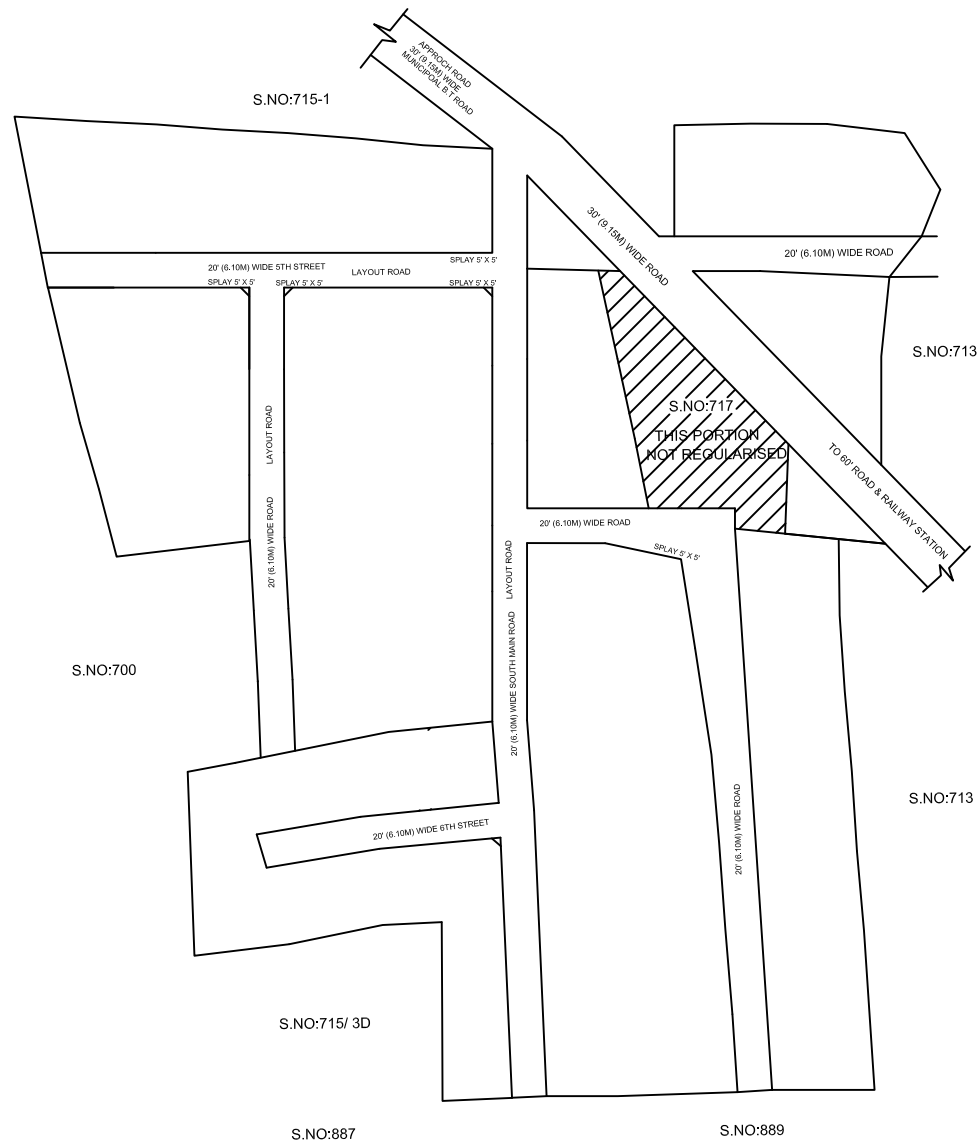 APPROCH ROAD
30' (9.15M) WIDE
MUNICIPOAL B.T ROAD
S.NO:715-1
30' (9.15M) WIDE ROAD
20' (6.10M) WIDE ROAD
SPLAY 5' X 5'
20' (6.10M) WIDE 5TH STREET
LAYOUT ROAD
SPLAY 5' X 5'
SPLAY 5' X 5'
SPLAY 5' X 5'
S.NO:713
S.NO:717
THIS PORTION
NOT REGULARISED
LAYOUT ROAD
TO 60' ROAD & RAILWAY STATION
20' (6.10M) WIDE ROAD
20' (6.10M) WIDE ROAD
SPLAY 5' X 5'
LAYOUT ROAD
20' (6.10M) WIDE SOUTH MAIN ROAD
S.NO:700
S.NO:713
20' (6.10M) WIDE 6TH STREET
20' (6.10M) WIDE ROAD
S.NO:715/ 3D
S.NO:887
S.NO:889